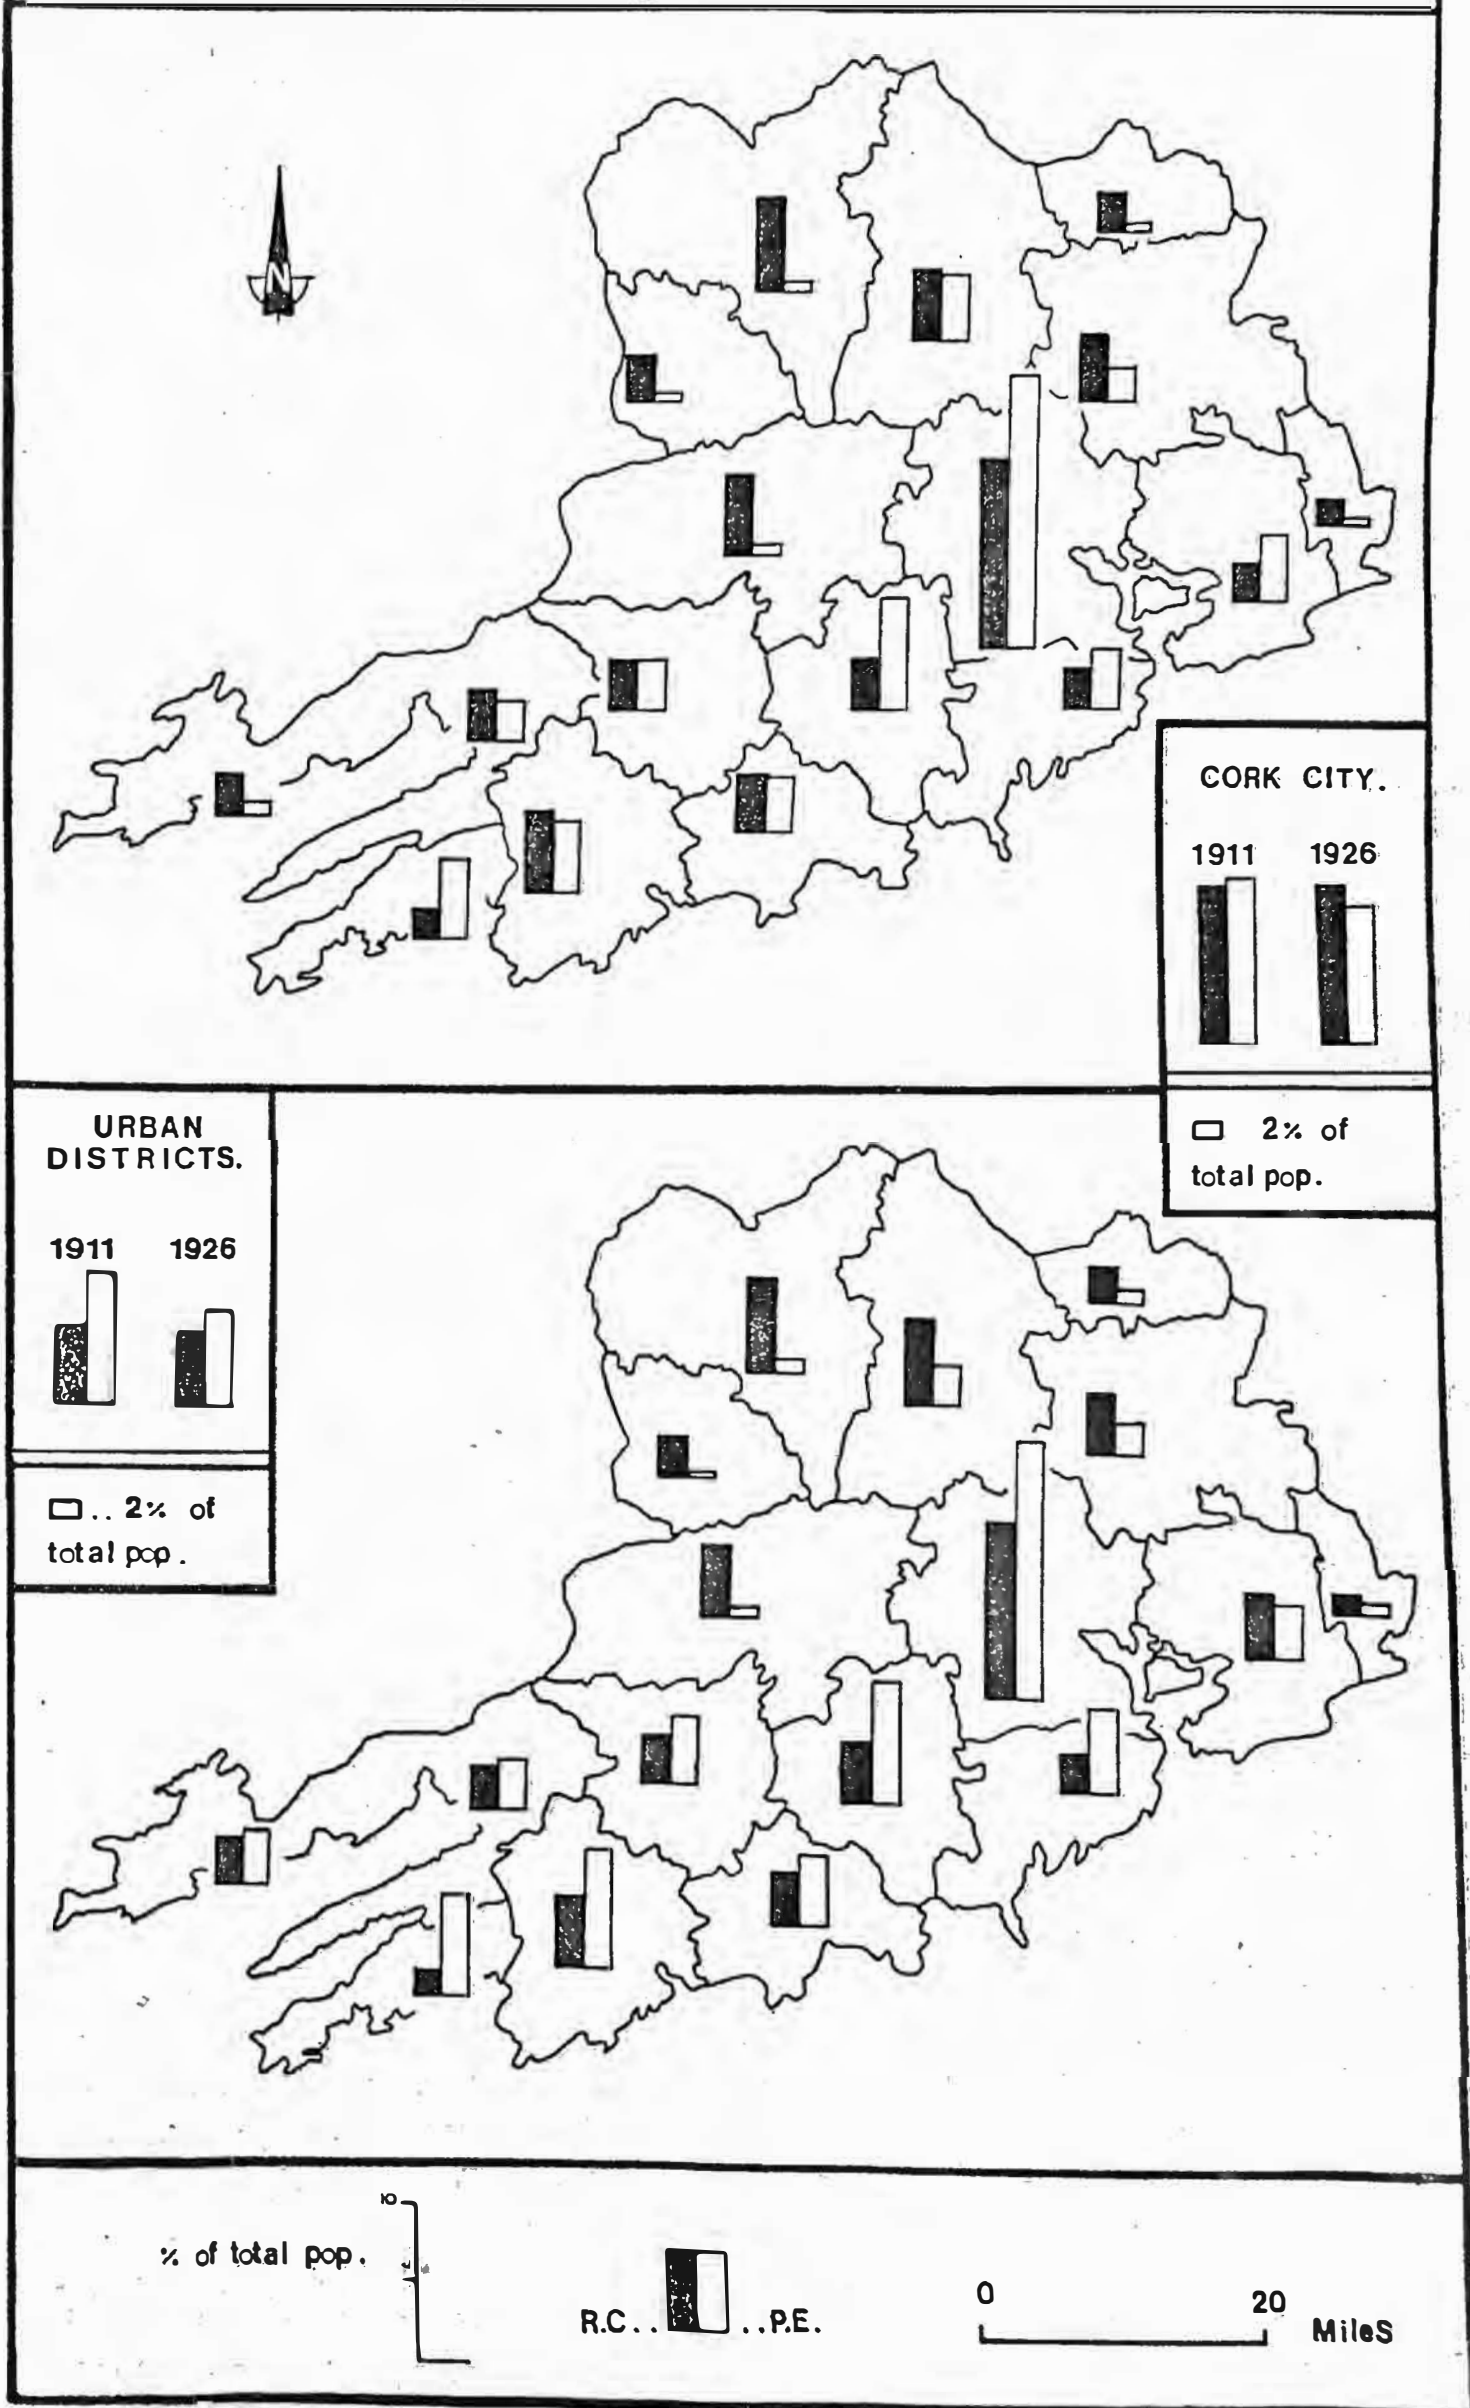 N
CORK CITY.
1911 1926
2% of
total pop.
URBAN
DISTRICTS.
1911 1926
.. 2% of
total pop.
10
% of total pop.
R.C.. ..P.E.
0 20
MileS